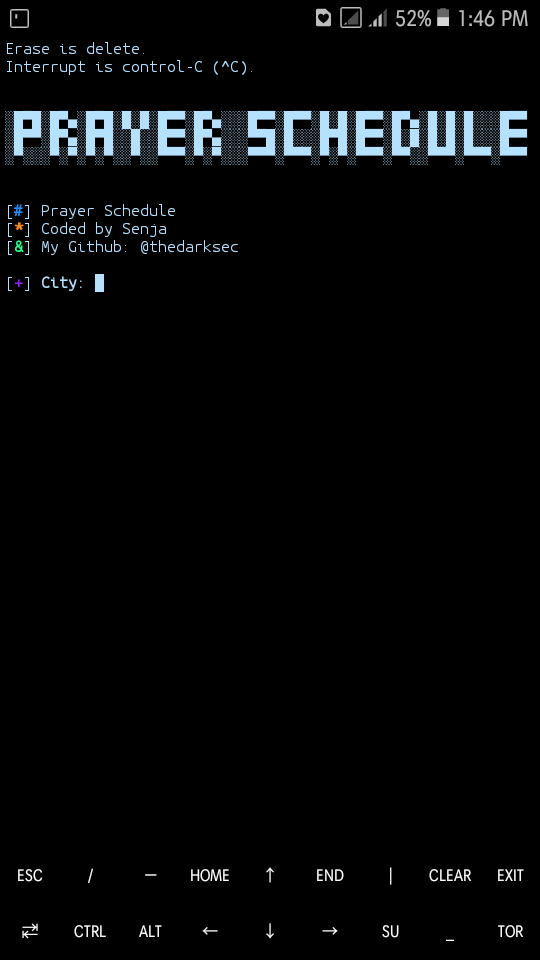 52% 1:46 PM
Erase is delete.
Interrupt is control-C (^C).
PRAYER SCHEDULE
[#] Prayer Schedule
[*] Coded by Senja
[&] My Github: @thedarksec
[+] City:
ESC / — HOME ↑ END | CLEAR EXIT
⇄ CTRL ALT ← ↓ → SU _ TOR